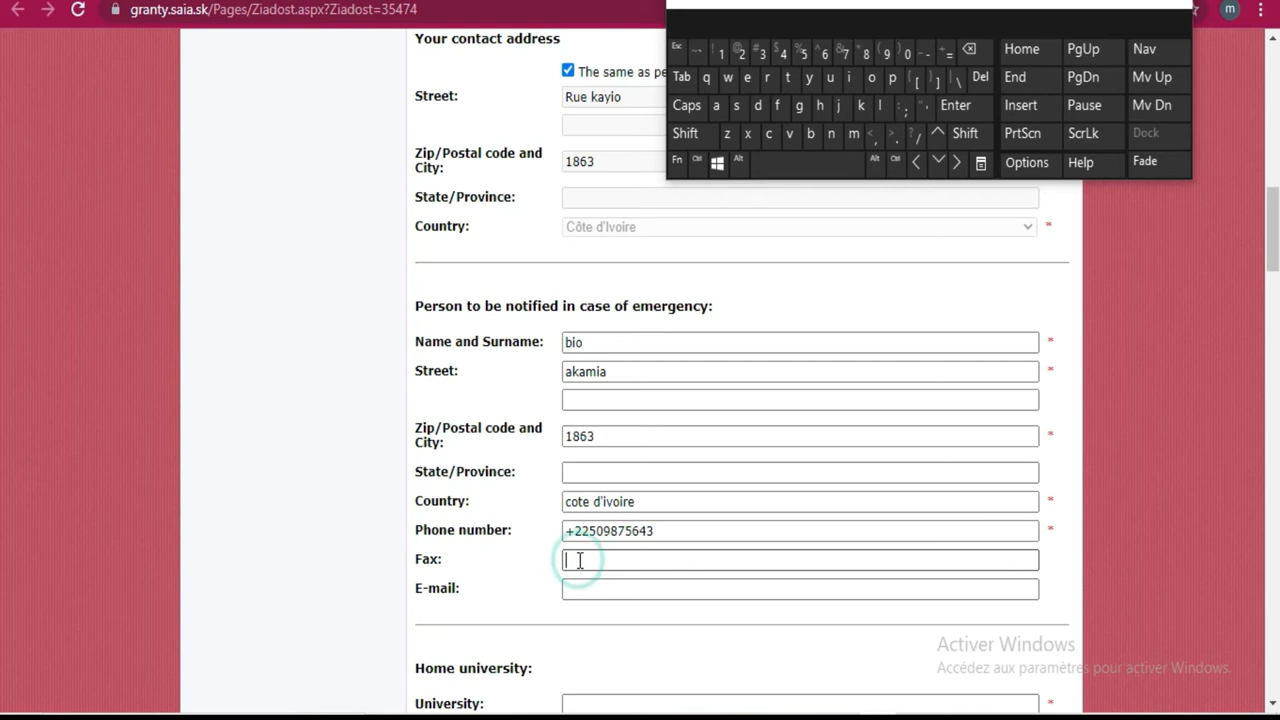 granty.saia.sk/Pages/Ziadost.aspx?Ziadost=35474
m
Your contact address
The same as pe
Street: Rue kayio
Zip/Postal code and City: 1863
State/Province:
Country: Côte d'Ivoire *
Person to be notified in case of emergency:
Name and Surname: bio *
Street: akamia *
Zip/Postal code and City: 1863 *
State/Province:
Country: cote d'ivoire *
Phone number: +22509875643 *
Fax:
E-mail:
Home university:
University: *
Esc ~` !1 @2 #3 $4 %5 ^6 &7 *8 (9 )0 _- += Home PgUp Nav
Tab q w e r t y u i o p {[ }] |\ Del End PgDn Mv Up
Caps a s d f g h j k l :; "' Enter Insert Pause Mv Dn
Shift z x c v b n m <, >. ?/ Shift PrtScn ScrLk Dock
Fn Ctrl Alt Alt Ctrl Options Help Fade
Activer Windows
Accédez aux paramètres pour activer Windows.